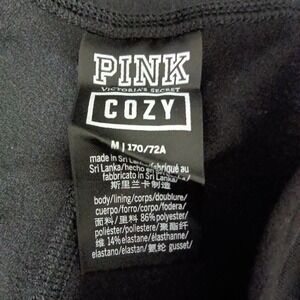 PINK
VICTORIA'S SECRET
COZY
M | 170/72A
made in Sri Lanka/fabriqué au
Sri Lanka/hecho en
fabbricato in Sri Lanka/
斯里兰卡制造
body/lining/corps/doublure/
cuerpo/forro/corpo/fodera/
面料/里料 86% polyester/
poliéster/polyestere/聚酯纤
维 14% elastane/élasthanne/
elastano/elastan/氨纶 gusset/